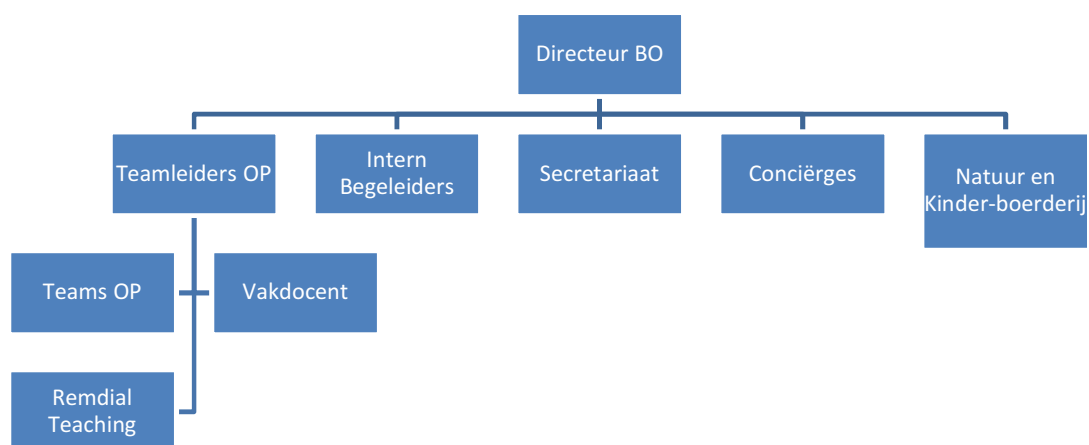 Directeur BO
Teamleiders OP
Intern
Begeleiders
Secretariaat
Conciërges
Natuur en
Kinder-boerderij
Teams OP
Vakdocent
Remdial
Teaching